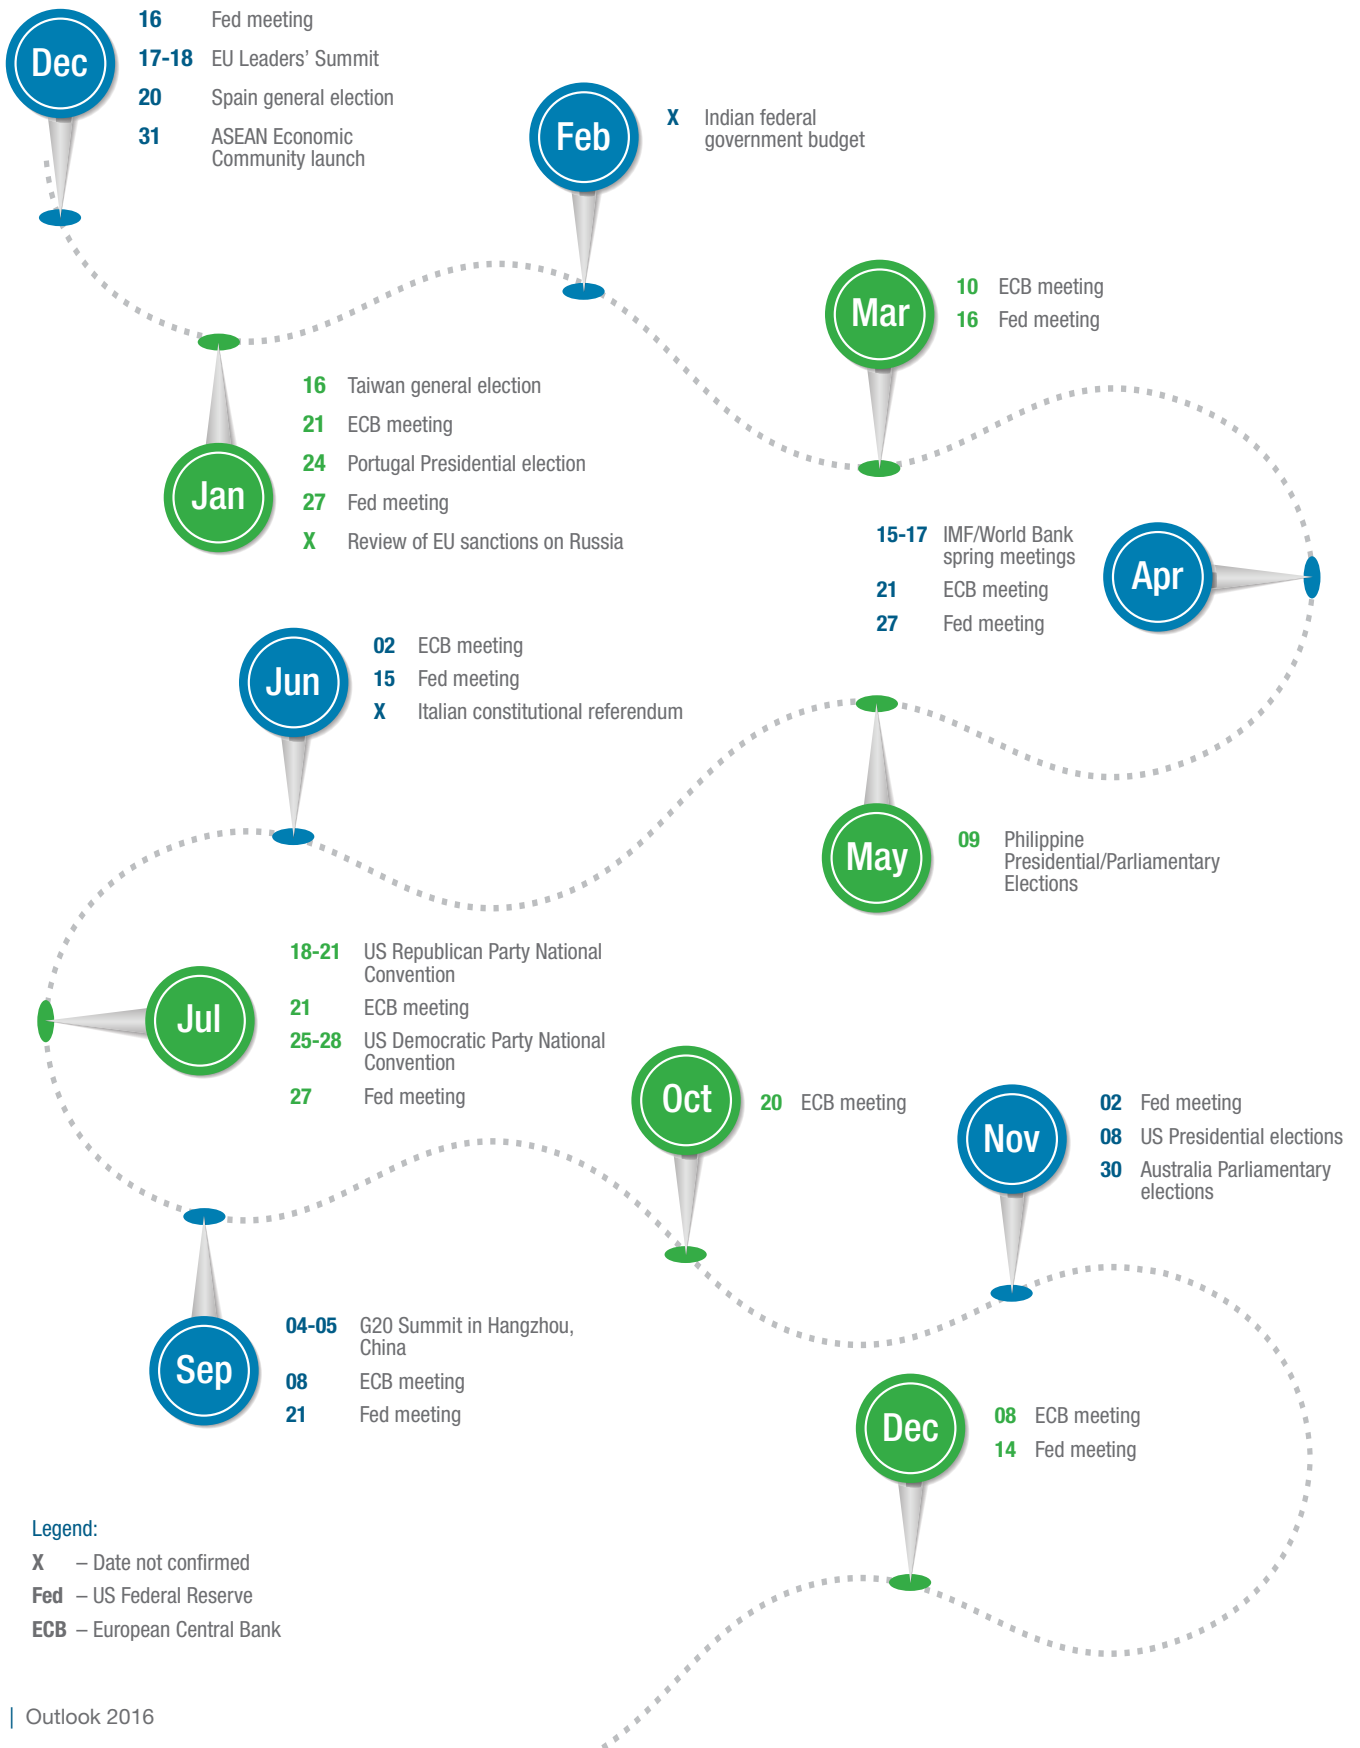 Dec
16 Fed meeting
17-18 EU Leaders' Summit
20 Spain general election
31 ASEAN Economic
Community launch
Jan
16 Taiwan general election
21 ECB meeting
24 Portugal Presidential election
27 Fed meeting
X Review of EU sanctions on Russia
Feb
X Indian federal
government budget
Mar
10 ECB meeting
16 Fed meeting
Apr
15-17 IMF/World Bank
spring meetings
21 ECB meeting
27 Fed meeting
May
09 Philippine
Presidential/Parliamentary
Elections
Jun
02 ECB meeting
15 Fed meeting
X Italian constitutional referendum
Jul
18-21 US Republican Party National
Convention
21 ECB meeting
25-28 US Democratic Party National
Convention
27 Fed meeting
Sep
04-05 G20 Summit in Hangzhou,
China
08 ECB meeting
21 Fed meeting
Oct
20 ECB meeting
Nov
02 Fed meeting
08 US Presidential elections
30 Australia Parliamentary
elections
Dec
08 ECB meeting
14 Fed meeting
Legend:
X – Date not confirmed
Fed – US Federal Reserve
ECB – European Central Bank
| Outlook 2016